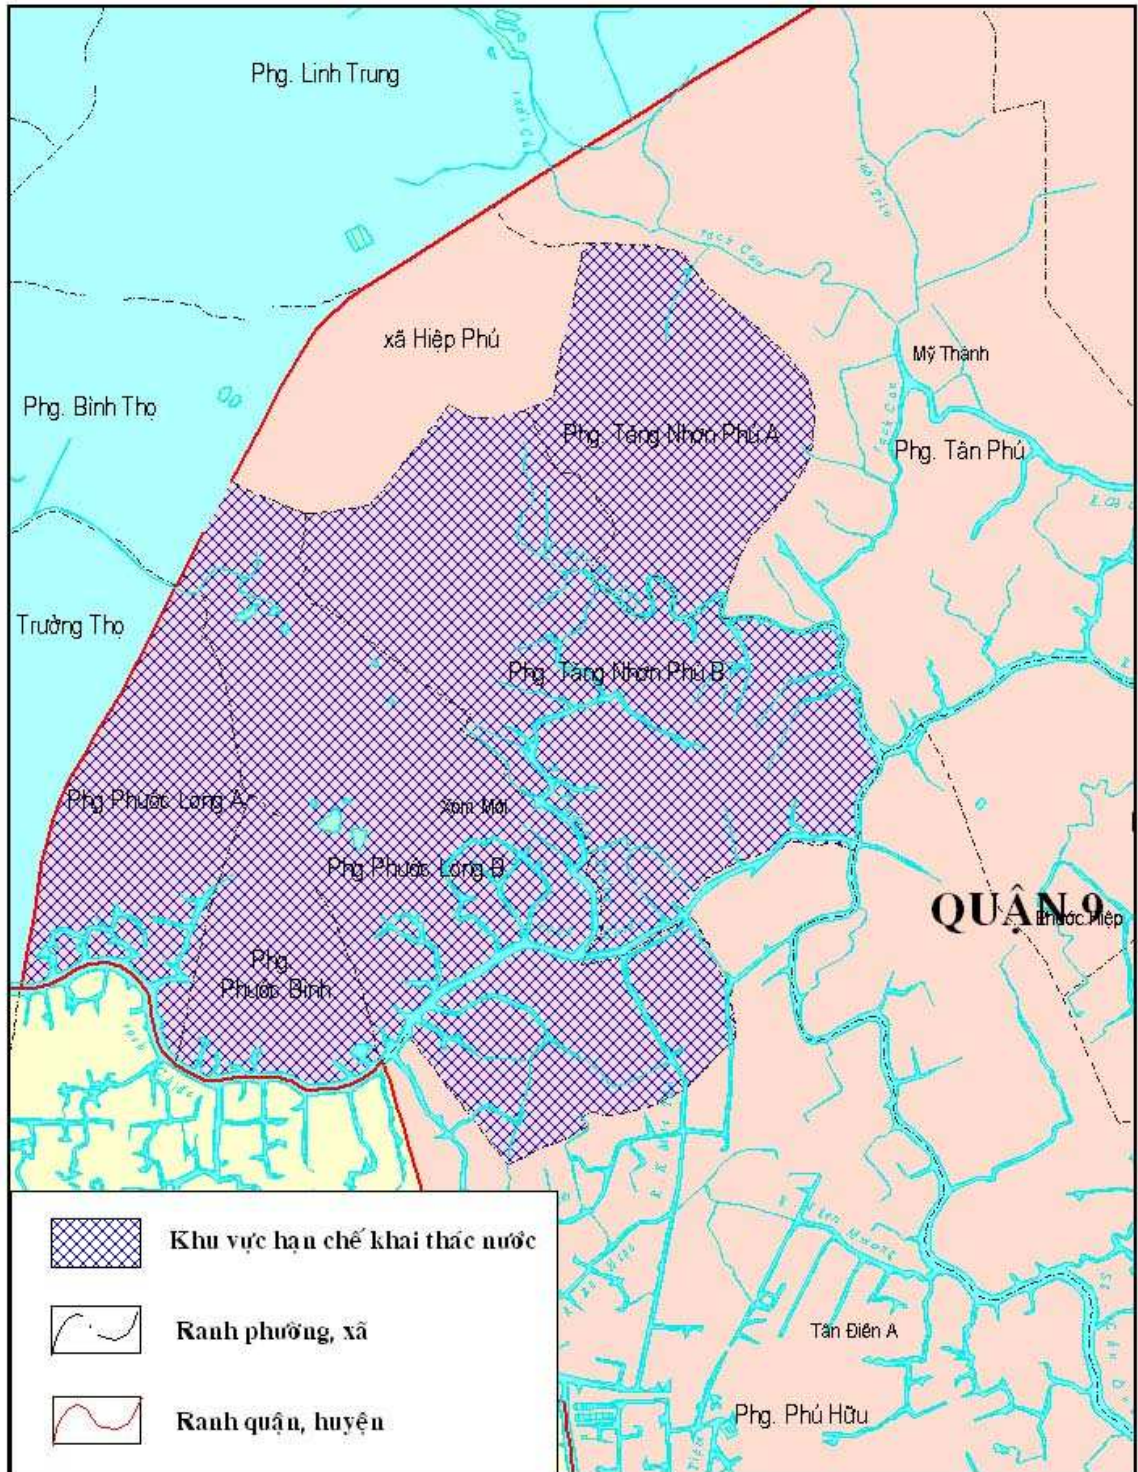 Phg. Linh Trung
xã Hiệp Phú
Mỹ Thành
Phg. Bình Thọ
Phg. Tăng Nhơn Phú A
Phg. Tân Phú
Trường Thọ
Phg. Tăng Nhơn Phú B
Phg Phước Long A
Xóm Mới
Phg Phước Long B
QUẬN 9
Phước Hiệp
Phg.
Phước Bình
Khu vực hạn chế khai thác nước
Ranh phường, xã
Ranh quận, huyện
Tân Điền A
Phg. Phú Hữu